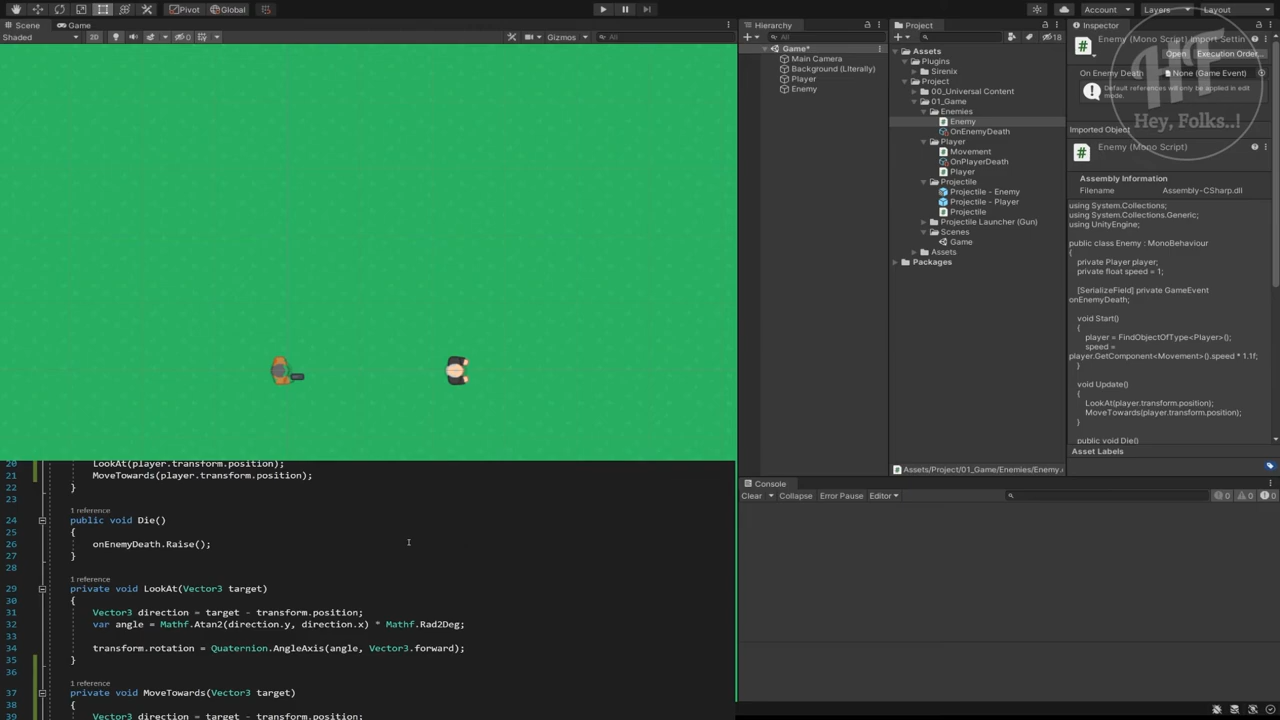 Pivot
Global
Account
Layers
Layout
Scene
Game
Shaded
2D
0
Gizmos
All
Hierarchy
All
Game*
Main Camera
Background (LIterally)
Player
Enemy
Project
18
Assets
Plugins
Sirenix
Project
00_Universal Content
01_Game
Enemies
Enemy
OnEnemyDeath
Player
Movement
OnPlayerDeath
Player
Projectile
Projectile - Enemy
Projectile - Player
Projectile
Projectile Launcher (Gun)
Scenes
Game
Assets
Packages
Assets/Project/01_Game/Enemies/Enemy.
Inspector
Enemy (Mono Script) Import Settin
Open
Execution Order...
On Enemy Death
None (Game Event)
Default references will only be applied in edit
mode.
HF
Hey, Folks..!
Imported Object
Enemy (Mono Script)
Assembly Information
Filename
Assembly-CSharp.dll
using System.Collections;
using System.Collections.Generic;
using UnityEngine;
public class Enemy : MonoBehaviour
{
private Player player;
private float speed = 1;
[SerializeField] private GameEvent
onEnemyDeath;
void Start()
{
player = FindObjectOfType<Player>();
speed =
player.GetComponent<Movement>().speed * 1.1f;
}
void Update()
{
LookAt(player.transform.position);
MoveTowards(player.transform.position);
}
public void Die()
Asset Labels
Console
Clear
Collapse
Error Pause
Editor
0
0
0
20 LookAt(player.transform.position);
21 MoveTowards(player.transform.position);
22 }
23
1 reference
24 public void Die()
25 {
26 onEnemyDeath.Raise();
27 }
28
1 reference
29 private void LookAt(Vector3 target)
30 {
31 Vector3 direction = target - transform.position;
32 var angle = Mathf.Atan2(direction.y, direction.x) * Mathf.Rad2Deg;
33
34 transform.rotation = Quaternion.AngleAxis(angle, Vector3.forward);
35 }
36
1 reference
37 private void MoveTowards(Vector3 target)
38 {
39 Vector3 direction = target - transform.position;